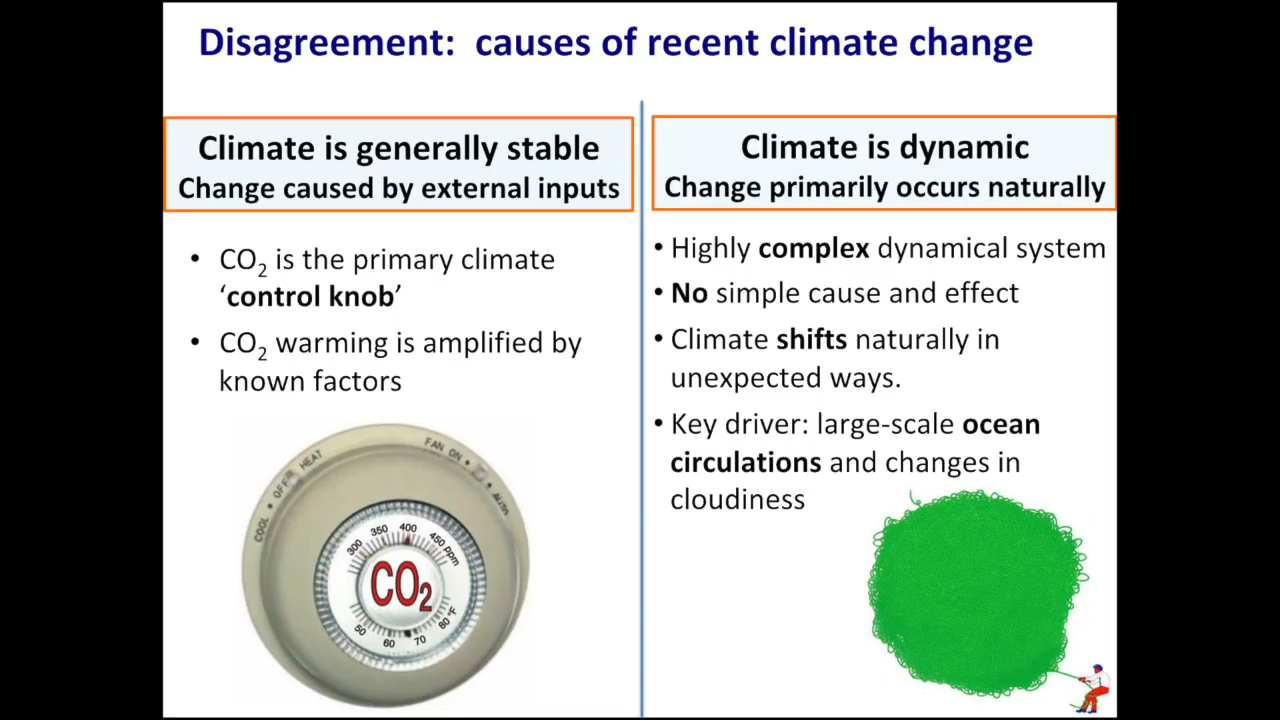 Disagreement:  causes of recent climate change
Climate is generally stable
Change caused by external inputs
• CO₂ is the primary climate
‘control knob’
• CO₂ warming is amplified by
known factors
COOL • OFF HEAT
FAN ON • • AUTO
300 350 400 450 ppm
CO₂
50 60 70 80 °F
Climate is dynamic
Change primarily occurs naturally
• Highly complex dynamical system
• No simple cause and effect
• Climate shifts naturally in
unexpected ways.
• Key driver: large-scale ocean
circulations and changes in
cloudiness